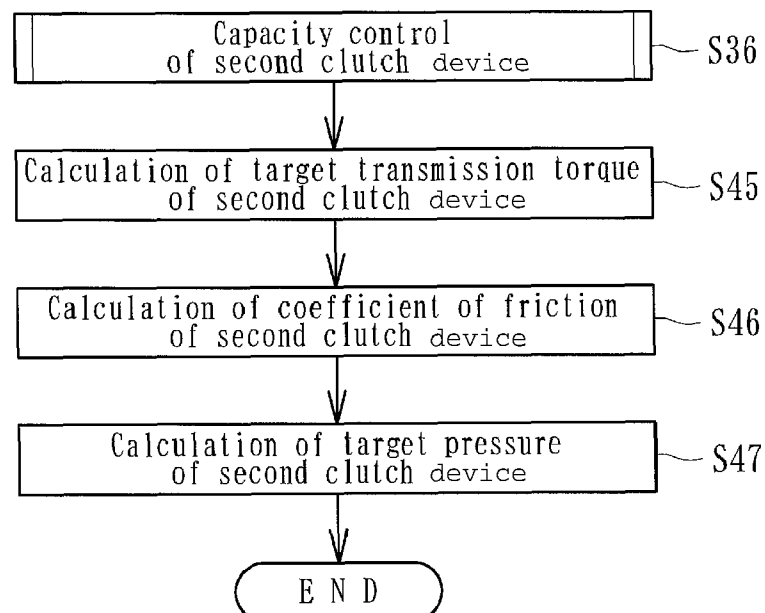 Capacity control
of second clutch device
S36
Calculation of target transmission torque
of second clutch device
S45
Calculation of coefficient of friction
of second clutch device
S46
Calculation of target pressure
of second clutch device
S47
END